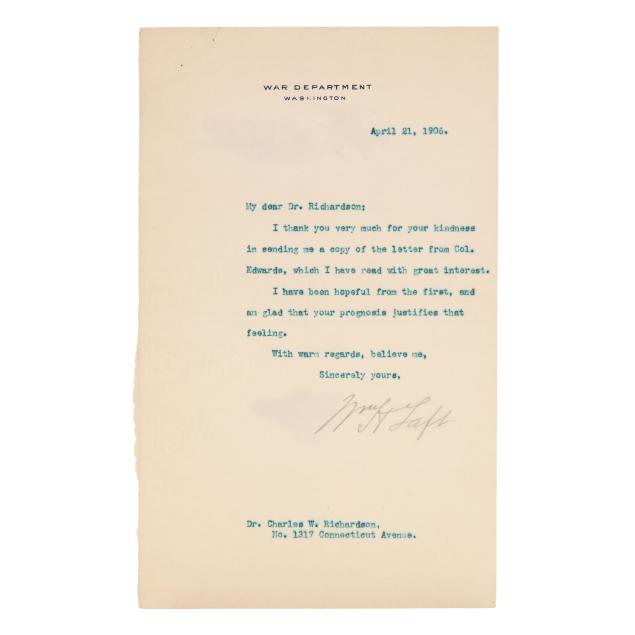 WAR DEPARTMENT
WASHINGTON
April 21, 1906.
My dear Dr. Richardson:
I thank you very much for your kindness
in sending me a copy of the letter from Col.
Edwards, which I have read with great interest.
I have been hopeful from the first, and
am glad that your prognosis justifies that
feeling.
With warm regards, believe me,
Sincerely yours,
Wm H Taft
Dr. Charles W. Richardson,
No. 1317 Connecticut Avenue.